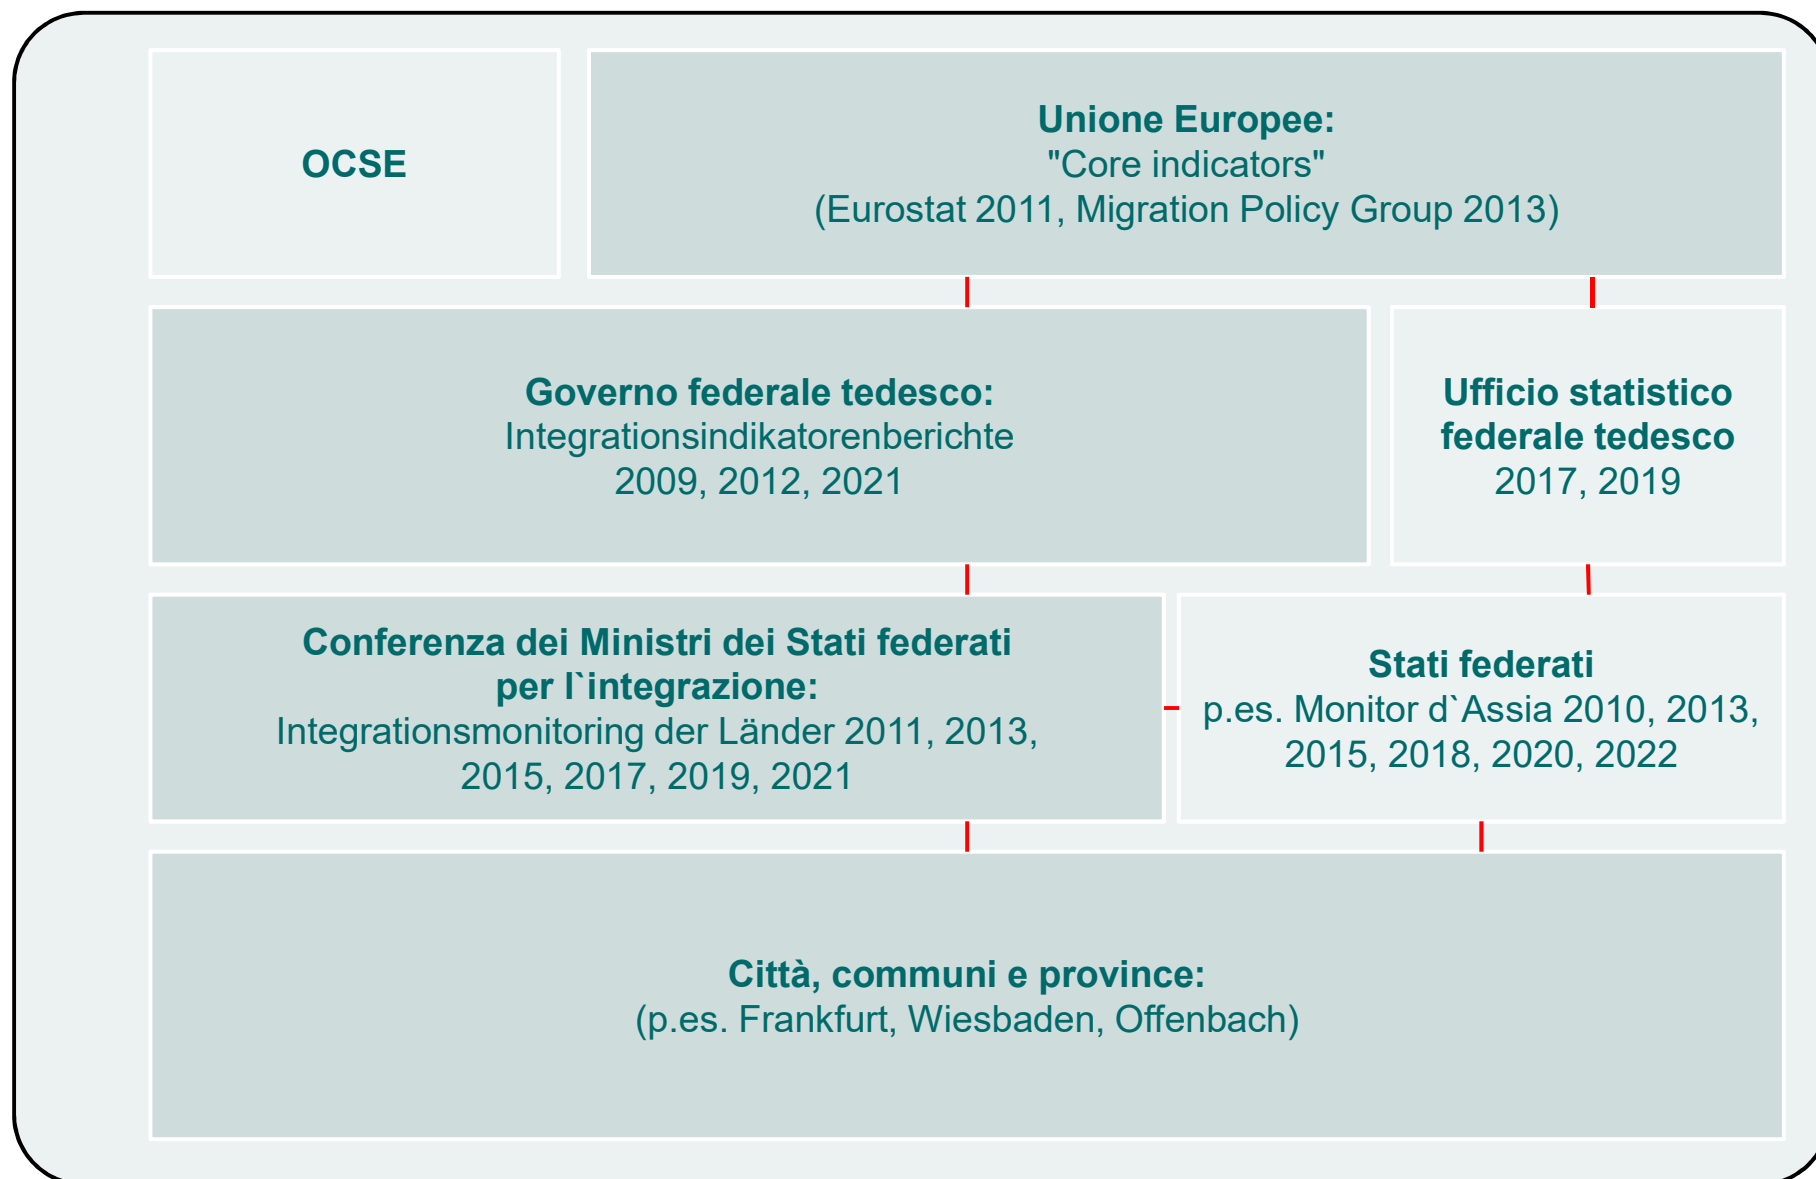 OCSE
Unione Europee:
"Core indicators"
(Eurostat 2011, Migration Policy Group 2013)
Governo federale tedesco:
Integrationsindikatorenberichte
2009, 2012, 2021
Ufficio statistico
federale tedesco
2017, 2019
Conferenza dei Ministri dei Stati federati
per l`integrazione:
Integrationsmonitoring der Länder 2011, 2013,
2015, 2017, 2019, 2021
Stati federati
p.es. Monitor d`Assia 2010, 2013,
2015, 2018, 2020, 2022
Città, communi e province:
(p.es. Frankfurt, Wiesbaden, Offenbach)